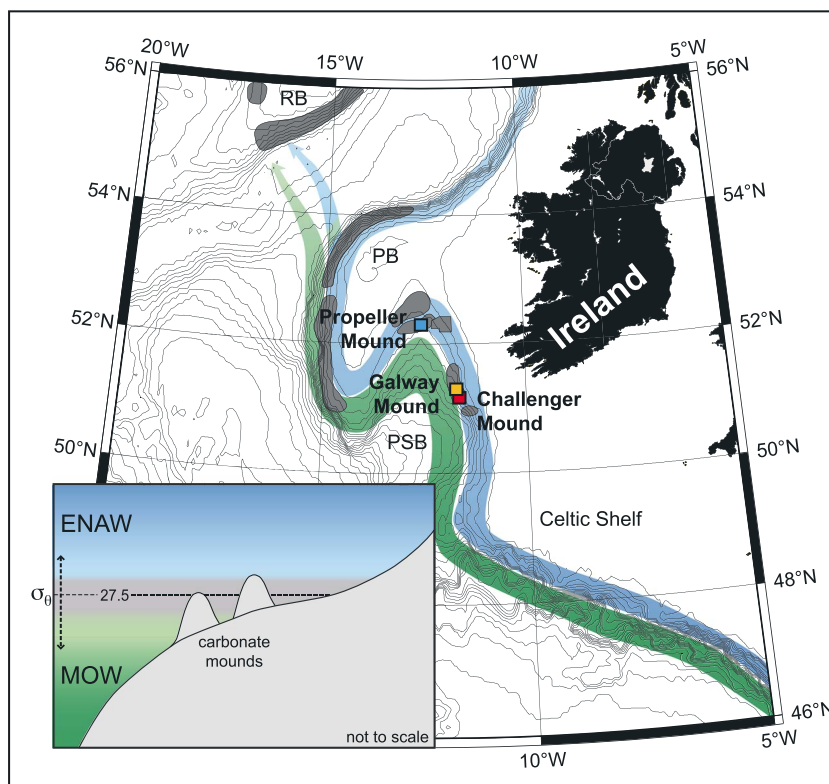 20°W
15°W
10°W
5°W
56°N
56°N
RB
54°N
54°N
PB
Ireland
52°N
52°N
Propeller
Mound
Galway
Mound
Challenger
Mound
PSB
50°N
50°N
Celtic Shelf
48°N
46°N
10°W
5°W
ENAW
σθ
27.5
carbonate
mounds
MOW
not to scale